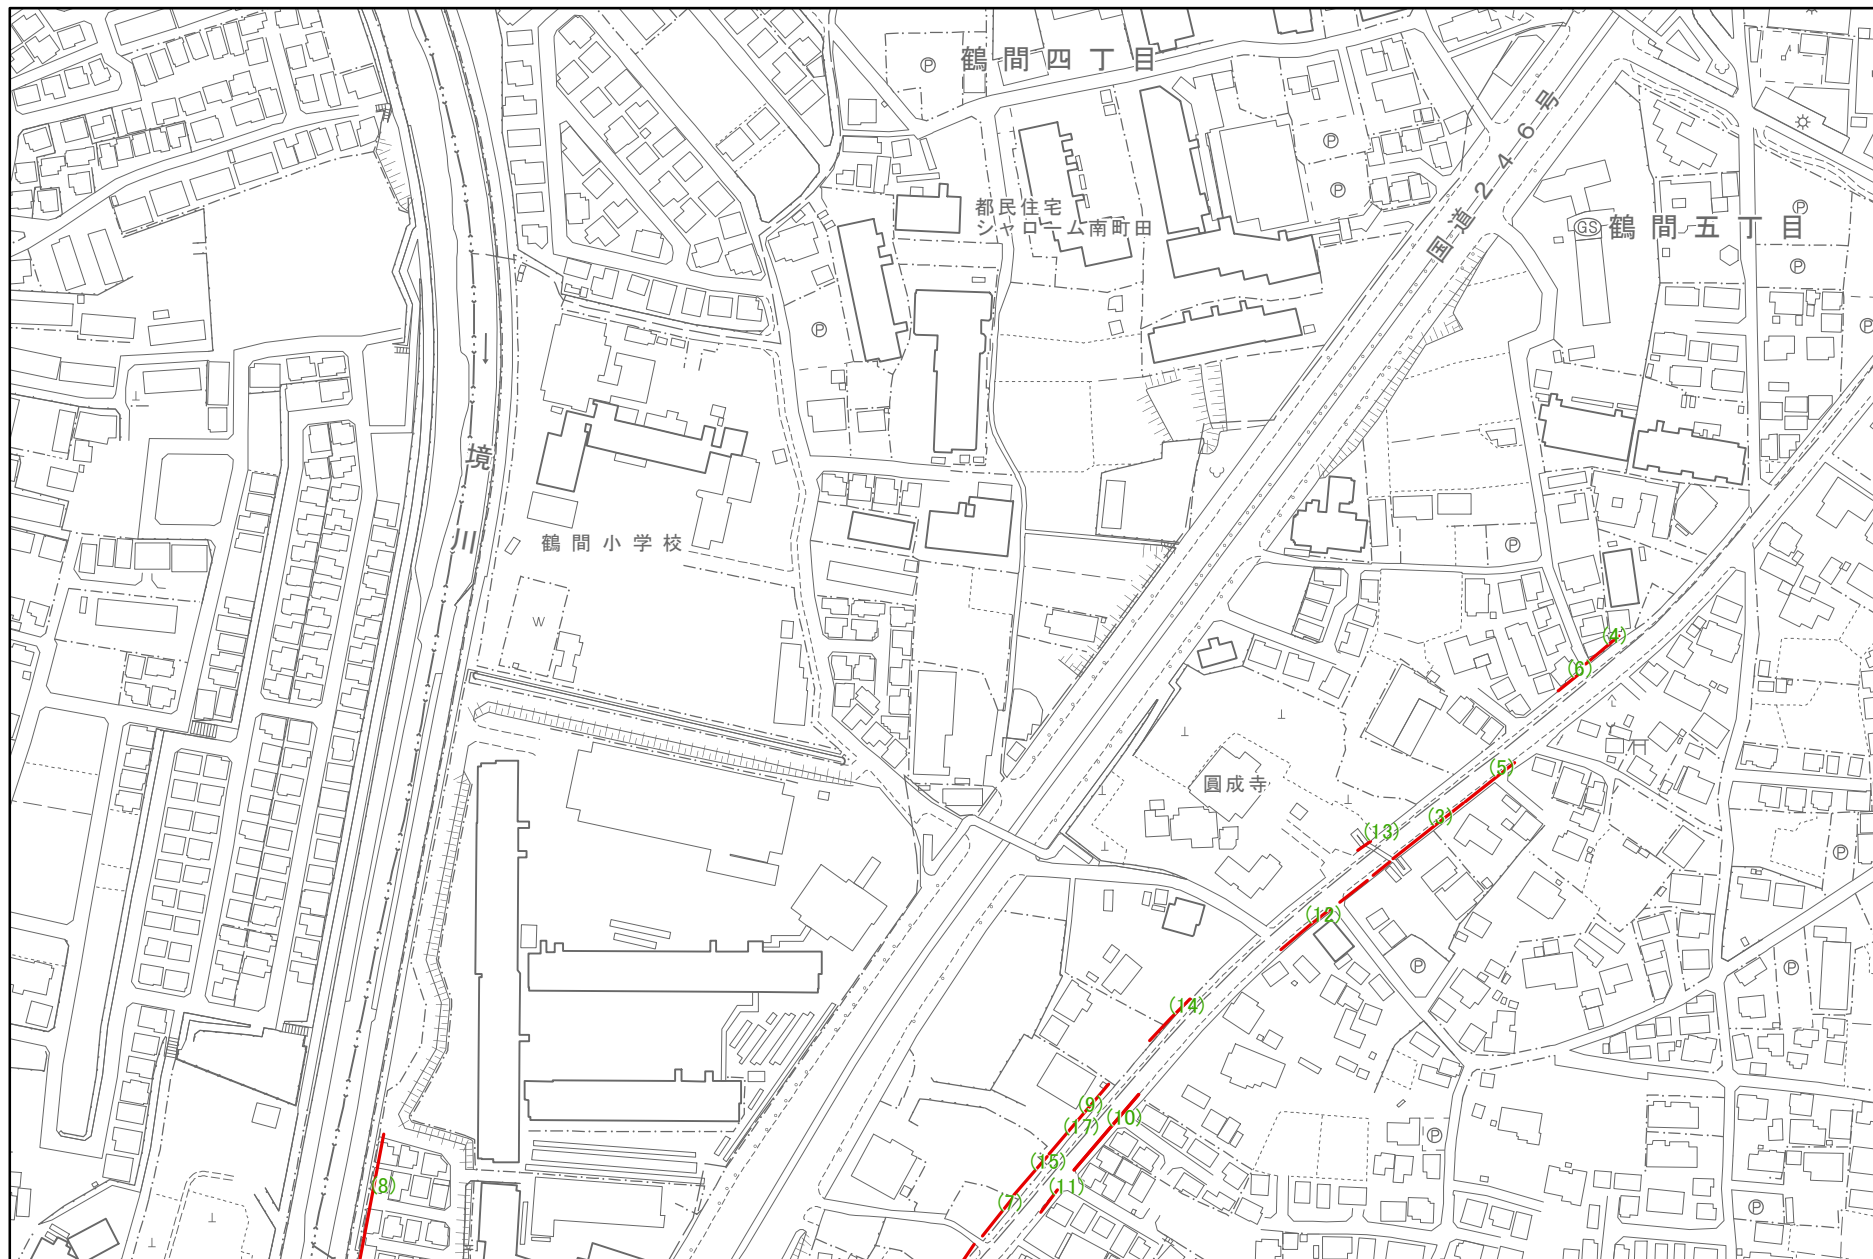 鶴間四丁目
Ⓟ
国道246号
Ⓟ
Ⓟ
都民住宅
シャローム南町田
Ⓟ
GS
鶴間五丁目
Ⓟ
Ⓟ
Ⓟ
境川
鶴間小学校
Ⓟ
W
(4)
(6)
圓成寺
(5)
(3)
(13)
Ⓟ
(12)
Ⓟ
Ⓟ
(14)
(9)
(10)
(17)
Ⓟ
(15)
(8)
(11)
(7)
Ⓟ